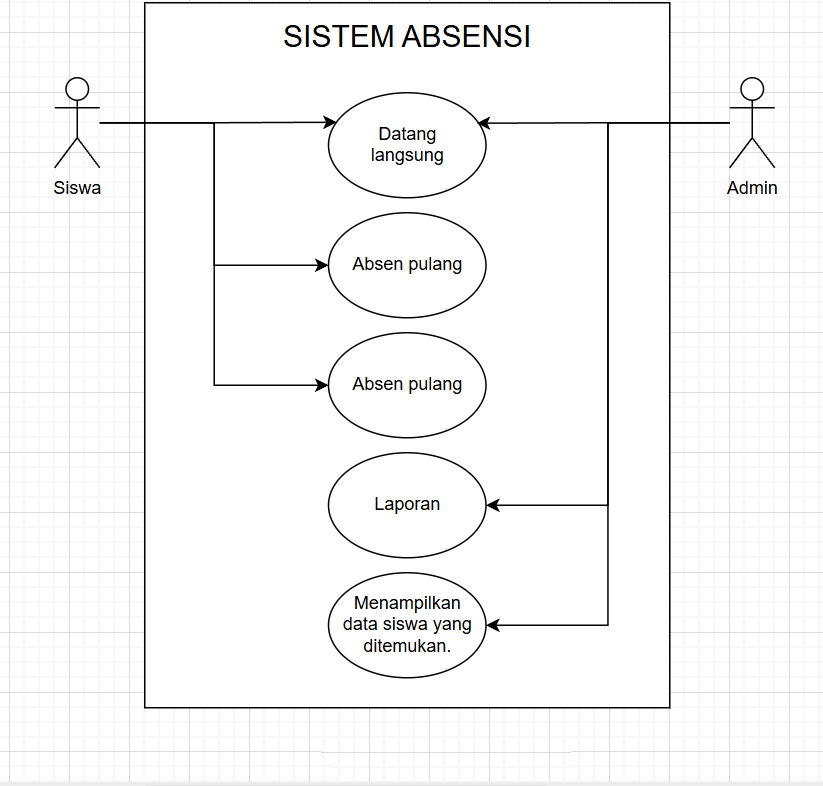 SISTEM ABSENSI
Siswa
Admin
Datang
langsung
Absen pulang
Absen pulang
Laporan
Menampilkan
data siswa yang
ditemukan.